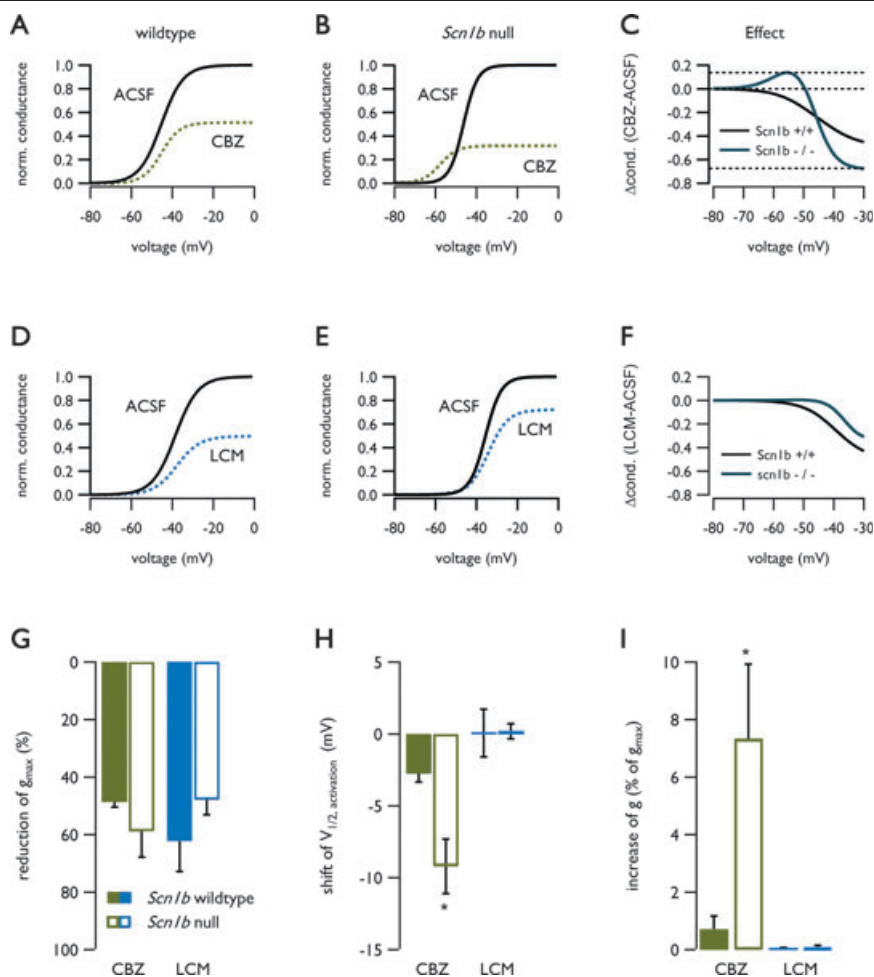 A
wildtype
norm. conductance
1.0
0.8
0.6
0.4
0.2
0.0
ACSF
CBZ
-80
-60
-40
-20
0
voltage (mV)
B
Scn1b null
norm. conductance
1.0
0.8
0.6
0.4
0.2
0.0
ACSF
CBZ
-80
-60
-40
-20
0
voltage (mV)
C
Effect
Δcond. (CBZ-ACSF)
0.2
0.0
-0.2
-0.4
-0.6
-0.8
Scn1b +/+
Scn1b - / -
-80
-70
-60
-50
-40
-30
voltage (mV)
D
norm. conductance
1.0
0.8
0.6
0.4
0.2
0.0
ACSF
LCM
-80
-60
-40
-20
0
voltage (mV)
E
norm. conductance
1.0
0.8
0.6
0.4
0.2
0.0
ACSF
LCM
-80
-60
-40
-20
0
voltage (mV)
F
Δcond. (LCM-ACSF)
0.2
0.0
-0.2
-0.4
-0.6
-0.8
Scn1b +/+
scn1b - / -
-80
-70
-60
-50
-40
-30
voltage (mV)
G
reduction of gmax (%)
0
20
40
60
80
100
Scn1b wildtype
Scn1b null
CBZ
LCM
H
shift of V1/2, activation (mV)
5
0
-5
-10
-15
*
CBZ
LCM
I
increase of g (% of gmax)
10
8
6
4
2
0
*
CBZ
LCM